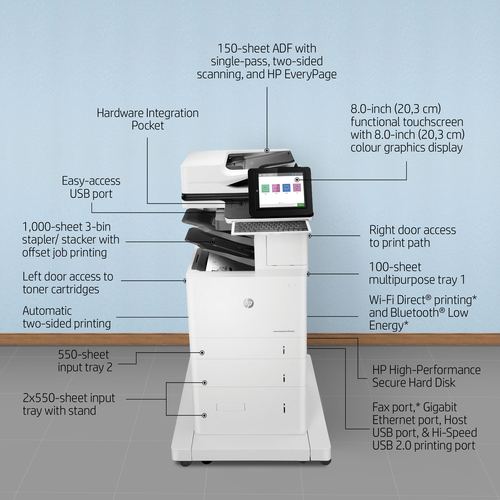 150-sheet ADF with
single-pass, two-sided
scanning, and HP EveryPage
Hardware Integration
Pocket
8.0-inch (20,3 cm)
functional touchscreen
with 8.0-inch (20,3 cm)
colour graphics display
Easy-access
USB port
1,000-sheet 3-bin
stapler/ stacker with
offset job printing
Right door access
to print path
Left door access to
toner cartridges
100-sheet
multipurpose tray 1
Automatic
two-sided printing
Wi-Fi Direct® printing*
and Bluetooth® Low
Energy*
hp
550-sheet
input tray 2
HP High-Performance
Secure Hard Disk
2x550-sheet input
tray with stand
Fax port,* Gigabit
Ethernet port, Host
USB port, & Hi-Speed
USB 2.0 printing port